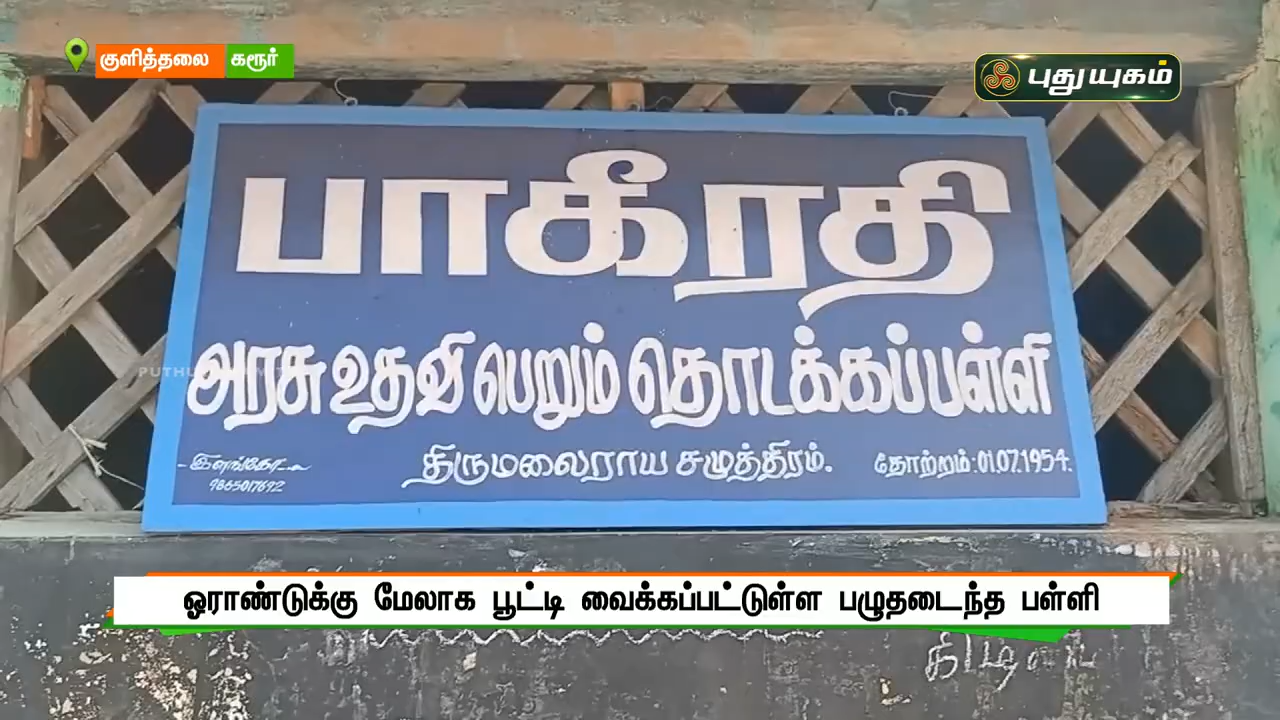 குளித்தலை கரூர்
புதுயுகம்
பாகீரதி
அரசு உதவி பெறும் தொடக்கப்பள்ளி
திருமலைராய சமுத்திரம்.
தோற்றம்:01.07.1954.
-இளங்கோ-
9865017692
ஓராண்டுக்கு மேலாக பூட்டி வைக்கப்பட்டுள்ள பழுதடைந்த பள்ளி